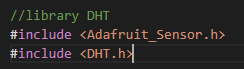 //library DHT
#include <Adafruit_Sensor.h>
#include <DHT.h>